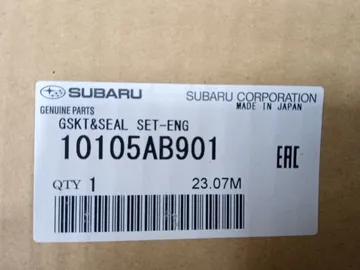 SUBARU
SUBARU CORPORATION
MADE IN JAPAN
GENUINE PARTS
GSKT&SEAL SET-ENG
10105AB901
EAC
QTY 1
23.07M